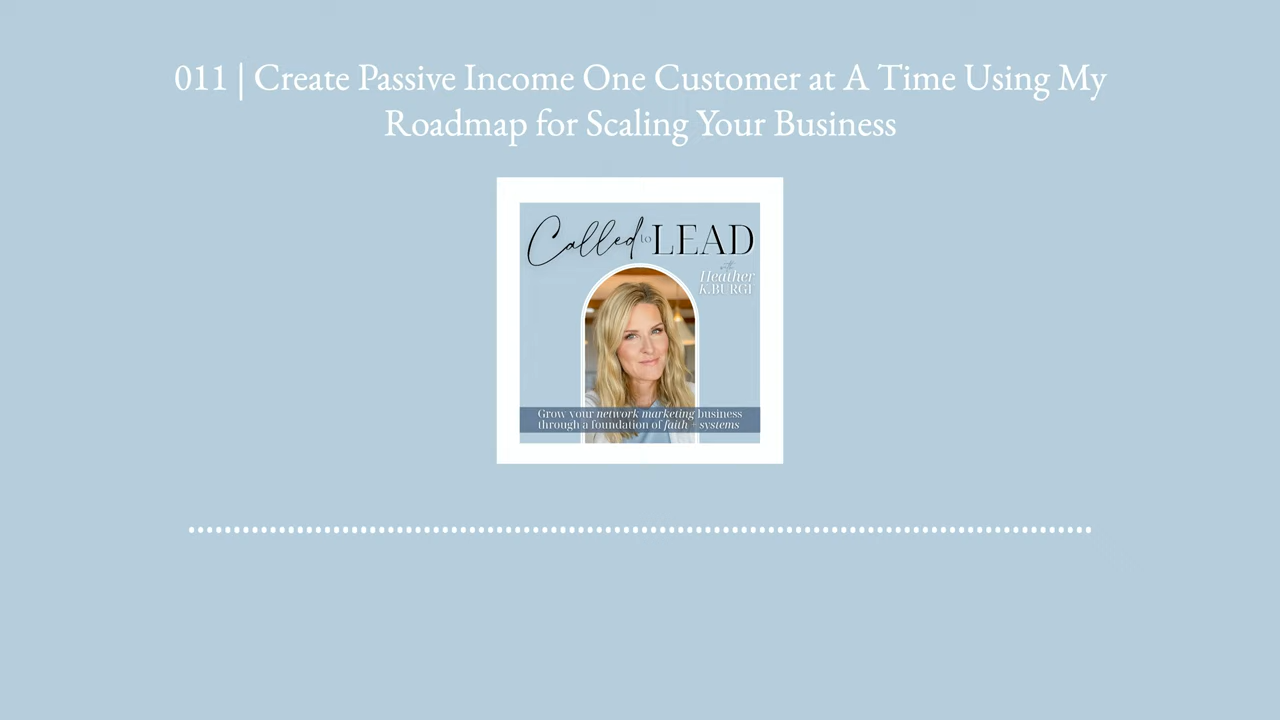 011 | Create Passive Income One Customer at A Time Using My
Roadmap for Scaling Your Business
Called to LEAD
with
Heather
K.BURGI
Grow your network marketing business
through a foundation of faith + systems